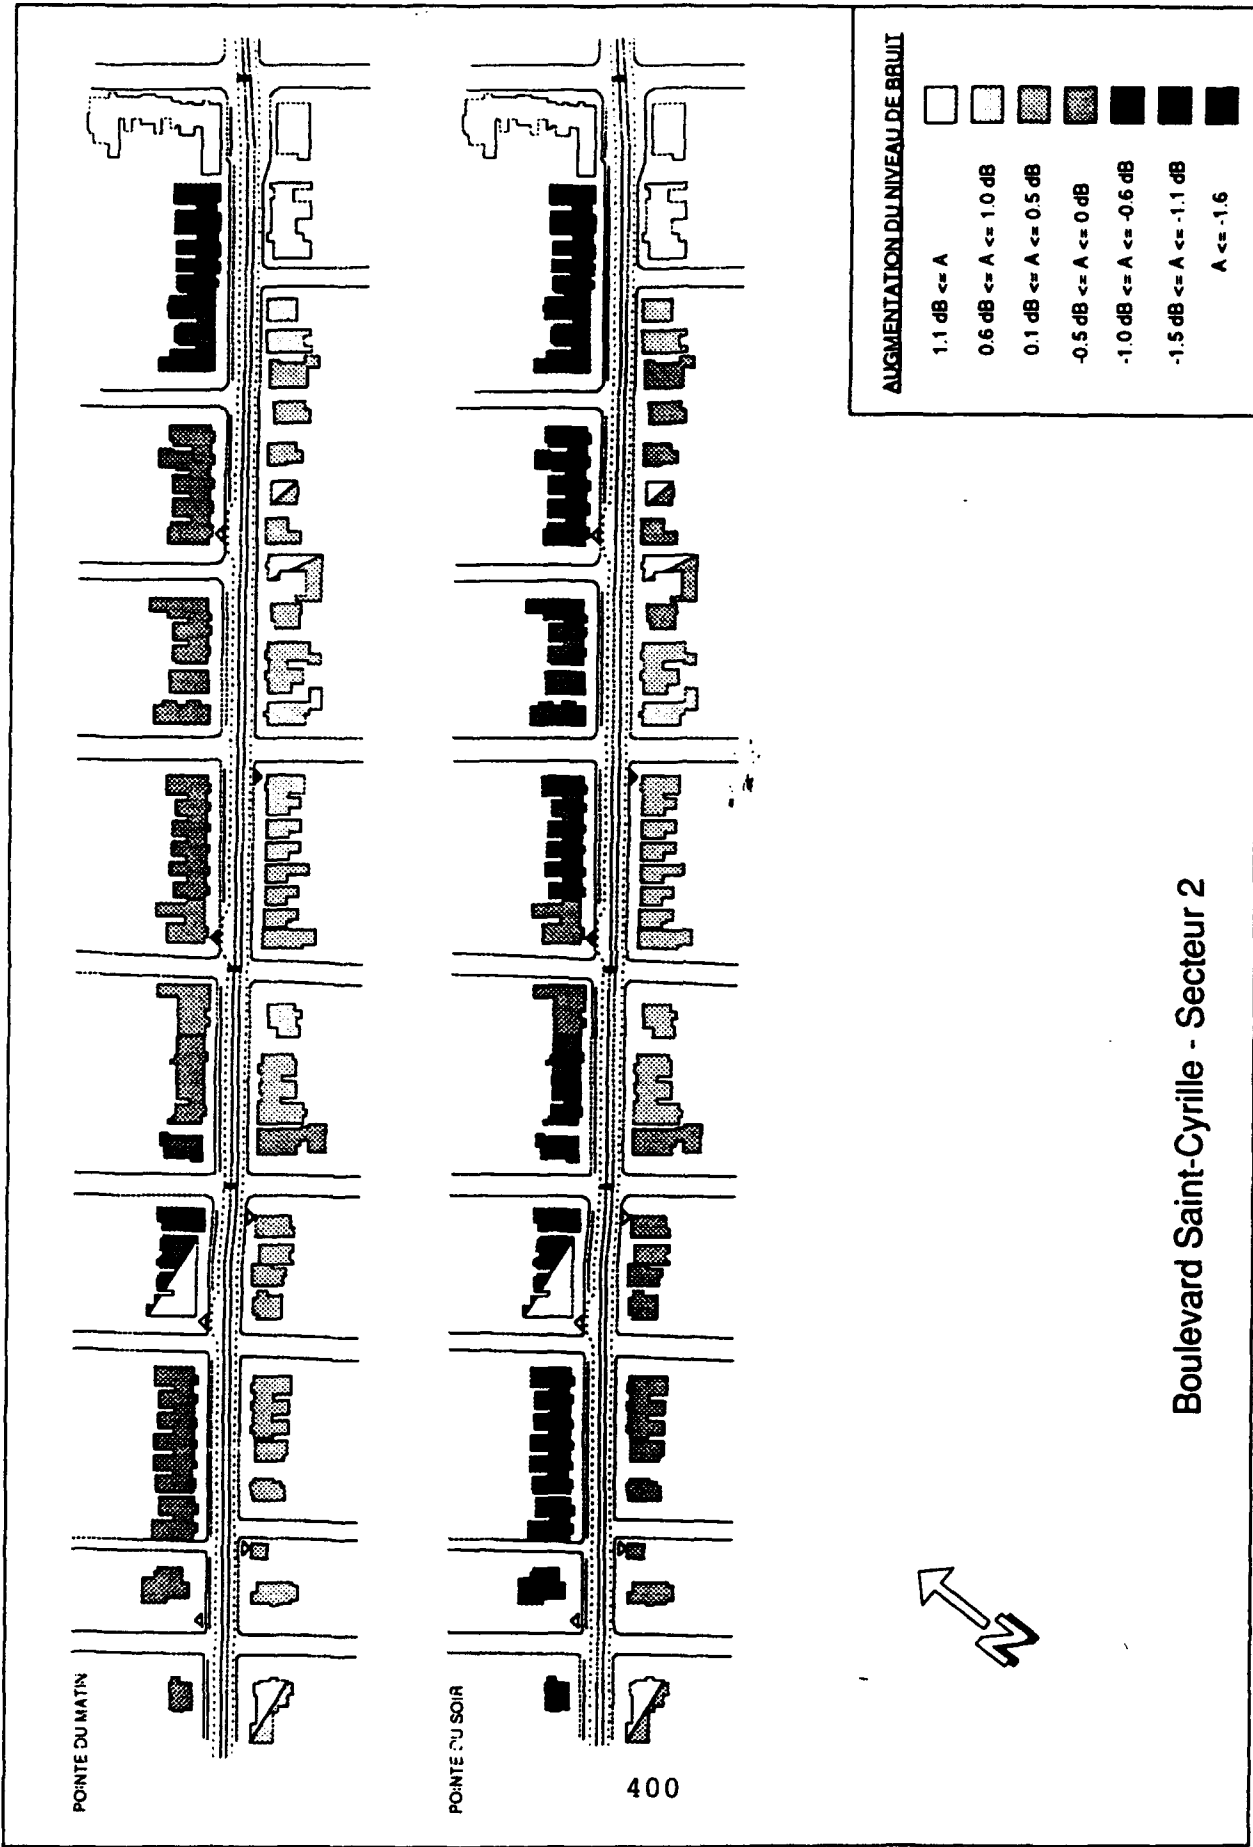 POINTE DU MATIN
POINTE DU SOIR
AUGMENTATION DU NIVEAU DE BRUIT
1.1 dB <= A
0.6 dB <= A <= 1.0 dB
0.1 dB <= A <= 0.5 dB
-0.5 dB <= A <= 0 dB
-1.0 dB <= A <= -0.6 dB
-1.5 dB <= A <= -1.1 dB
A <= -1.6
N
Boulevard Saint-Cyrille - Secteur 2
400